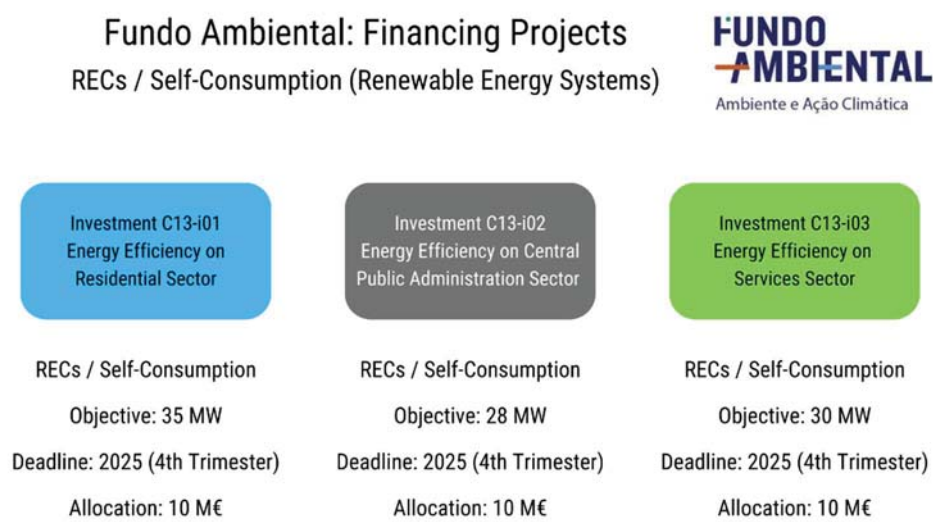 Fundo Ambiental: Financing Projects
RECs / Self-Consumption (Renewable Energy Systems)
FUNDO
AMBIENTAL
Ambiente e Ação Climática
Investment C13-i01
Energy Efficiency on
Residential Sector
RECs / Self-Consumption
Objective: 35 MW
Deadline: 2025 (4th Trimester)
Allocation: 10 M€
Investment C13-i02
Energy Efficiency on Central
Public Administration Sector
RECs / Self-Consumption
Objective: 28 MW
Deadline: 2025 (4th Trimester)
Allocation: 10 M€
Investment C13-i03
Energy Efficiency on
Services Sector
RECs / Self-Consumption
Objective: 30 MW
Deadline: 2025 (4th Trimester)
Allocation: 10 M€